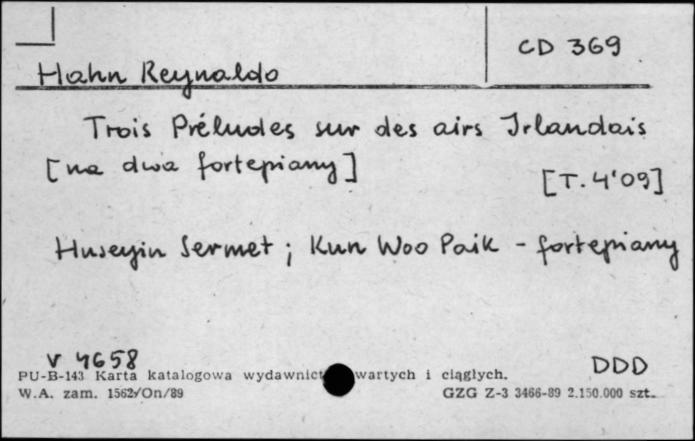 CD 369
Hahn Reynaldo
Trois Préludes sur des airs Irlandais
[na dwa fortepiany]
[T. 4'09]
Huseyin Sermet ; Kun Woo Paik - fortepiany
V 4658
DDD
PU-B-143 Karta katalogowa wydawnict wartych i ciągłych.
W.A. zam. 1562/On/89
GZG Z-3 3466-89 2.150.000 szt.